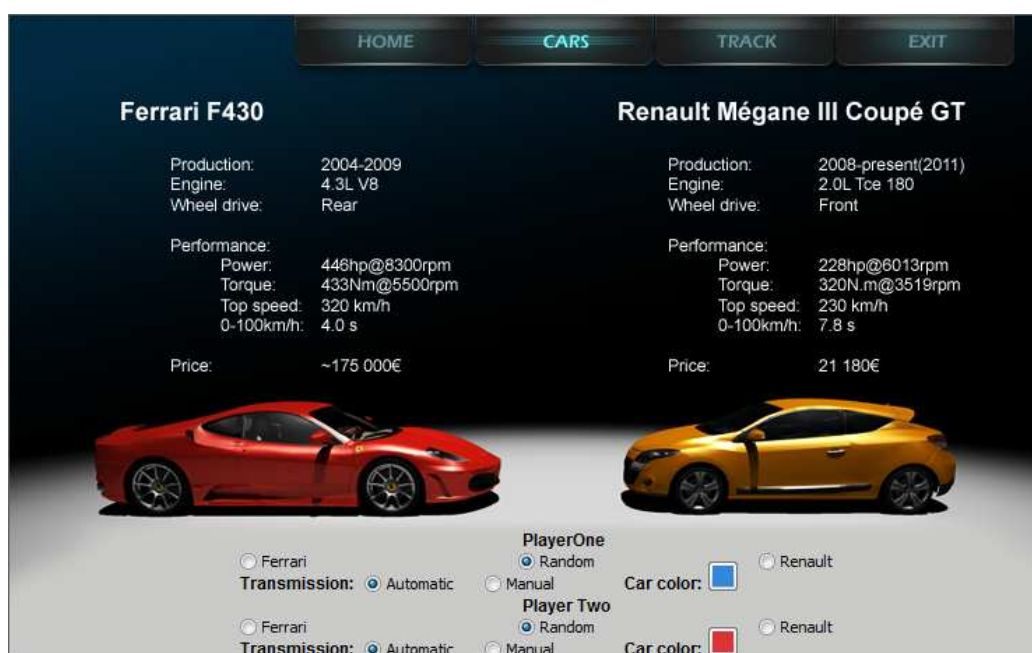 HOME CARS TRACK EXIT
Ferrari F430
Production: 2004-2009
Engine: 4.3L V8
Wheel drive: Rear
Performance:
Power: 446hp@8300rpm
Torque: 433Nm@5500rpm
Top speed: 320 km/h
0-100km/h: 4.0 s
Price: ~175 000€
Renault Mégane III Coupé GT
Production: 2008-present(2011)
Engine: 2.0L Tce 180
Wheel drive: Front
Performance:
Power: 228hp@6013rpm
Torque: 320N.m@3519rpm
Top speed: 230 km/h
0-100km/h: 7.8 s
Price: 21 180€
PlayerOne
Ferrari Random Renault
Transmission: Automatic Manual Car color:
Player Two
Ferrari Random Renault
Transmission: Automatic Manual Car color: